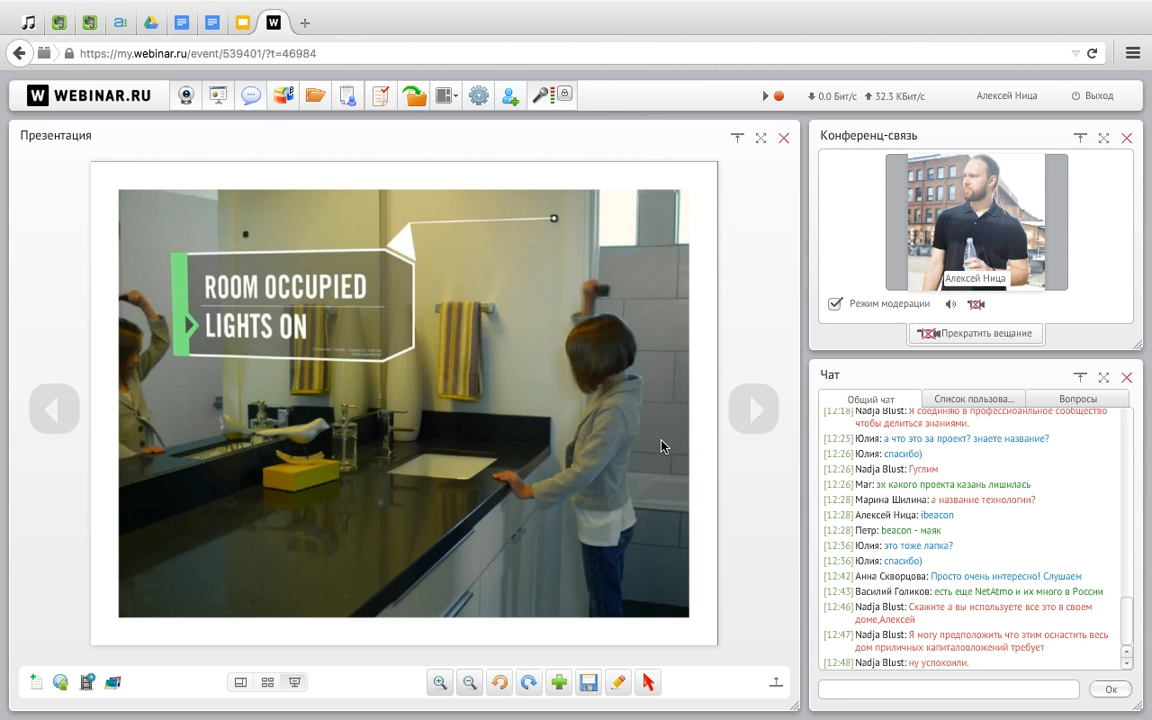 https://my.webinar.ru/event/539401/?t=46984
W WEBINAR.RU
0.0 Бит/с 32.3 КБит/с
Алексей Ница
Выход
Презентация
ROOM OCCUPIED
LIGHTS ON
Конференц-связь
Алексей Ница
Режим модерации
Прекратить вещание
Чат
Общий чат
Список пользова...
Вопросы
[12:18] Nadja Blust: Я соединяю в профессиоанльное сообщество
чтобы делиться знаниями.
[12:25] Юлия: а что это за проект? знаете название?
[12:26] Юлия: спасибо)
[12:26] Nadja Blust: Гуглим
[12:26] Маг: эх какого проекта казань лишилась
[12:28] Марина Шилина: а название технологии?
[12:28] Алексей Ница: ibeacon
[12:28] Петр: beacon - маяк
[12:36] Юлия: это тоже лапка?
[12:36] Юлия: спасибо)
[12:42] Анна Скворцова: Просто очень интересно! Слушаем
[12:43] Василий Голиков: есть еще NetAtmo и их много в России
[12:46] Nadja Blust: Скажите а вы используете все это в своем
доме,Алексей
[12:47] Nadja Blust: Я могу предположить что этим оснастить весь
дом приличных капиталовложений требует
[12:48] Nadja Blust: ну успокоили.
Ок